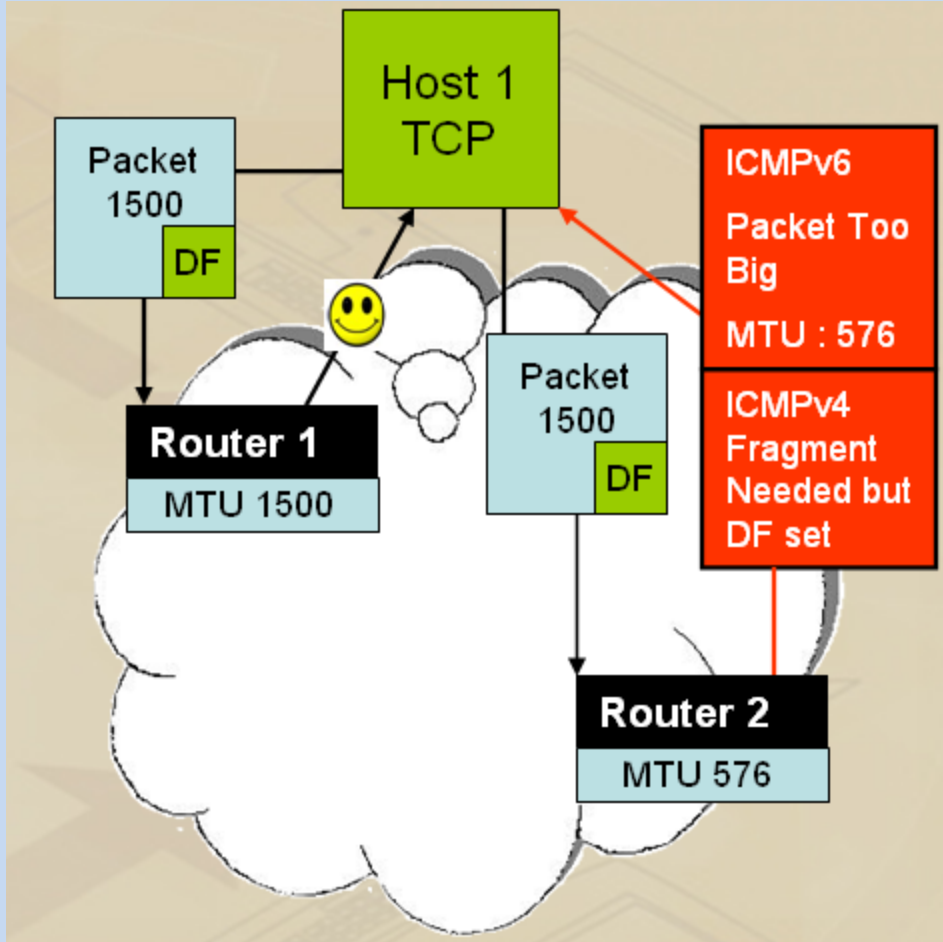 Host 1
TCP
Packet
1500
DF
ICMPv6
Packet Too
Big
MTU : 576
ICMPv4
Fragment
Needed but
DF set
Packet
1500
DF
Router 1
MTU 1500
Router 2
MTU 576